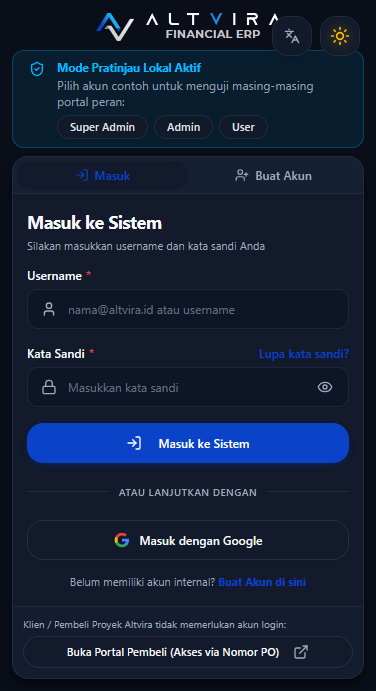 ALTVIRA
FINANCIAL ERP
Mode Pratinjau Lokal Aktif
Pilih akun contoh untuk menguji masing-masing
portal peran:
Super Admin Admin User
Masuk Buat Akun
Masuk ke Sistem
Silakan masukkan username dan kata sandi Anda
Username *
nama@altvira.id atau username
Kata Sandi * Lupa kata sandi?
Masukkan kata sandi
Masuk ke Sistem
ATAU LANJUTKAN DENGAN
Masuk dengan Google
Belum memiliki akun internal? Buat Akun di sini
Klien / Pembeli Proyek Altvira tidak memerlukan akun login:
Buka Portal Pembeli (Akses via Nomor PO)